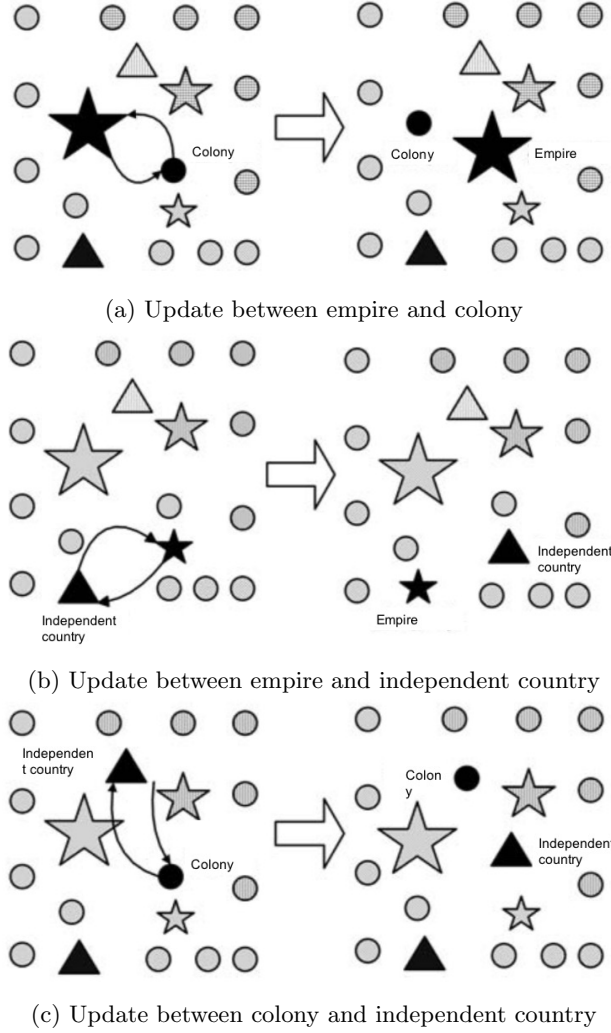 Colony
Colony
Empire
(a) Update between empire and colony
Independent
country
Independent
country
Empire
(b) Update between empire and independent country
Independen
t country
Colony
Colon
y
Independent
country
(c) Update between colony and independent country